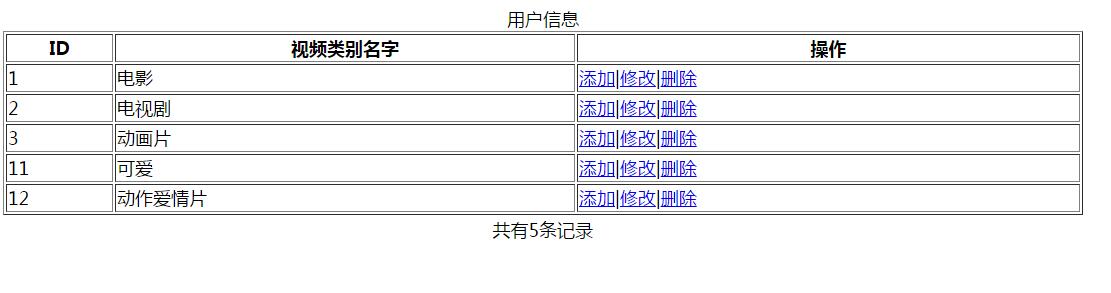 用户信息
ID 视频类别名字 操作
1 电影 添加|修改|删除
2 电视剧 添加|修改|删除
3 动画片 添加|修改|删除
11 可爱 添加|修改|删除
12 动作爱情片 添加|修改|删除
共有5条记录